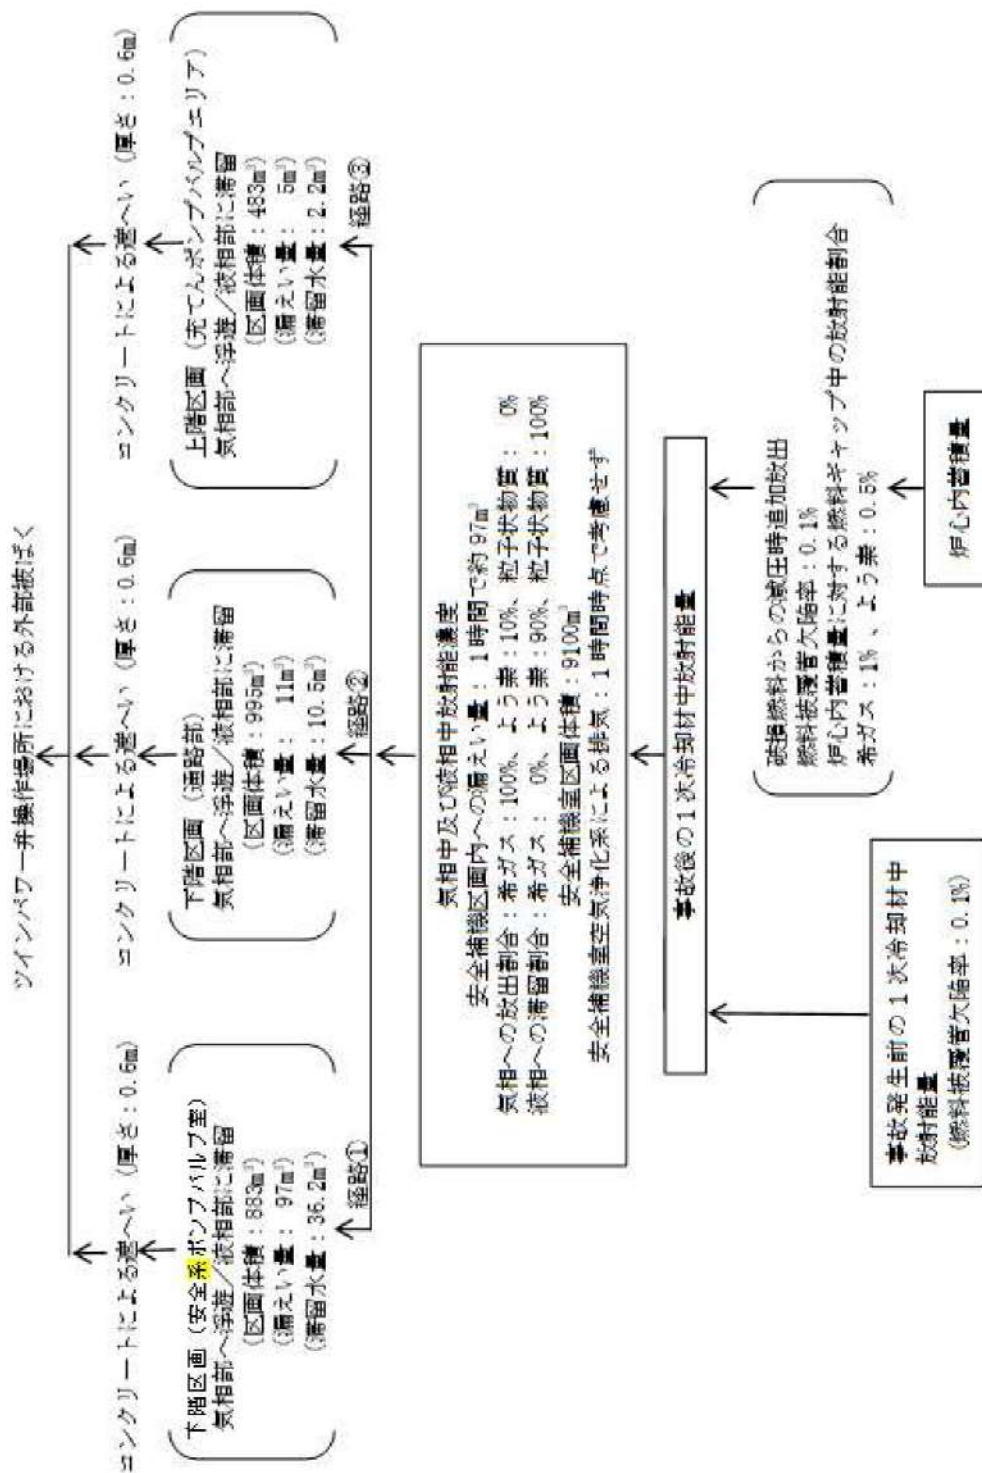 ツインパワー弁操作場所における外部被ばく
コンクリートによる遮へい（厚さ：0.6m）
コンクリートによる遮へい（厚さ：0.6m）
コンクリートによる遮へい（厚さ：0.6m）
下階区画（安全系ポンプバルブ室）
気相部へ浮遊／液相部に滞留
（区画体積：883m³）
（漏えい量： 97m³）
（滞留水量：36.2m³）
経路①
下階区画（通路部）
気相部へ浮遊／液相部に滞留
（区画体積：995m³）
（漏えい量： 11m³）
（滞留水量：10.5m³）
経路②
上階区画（充てんポンプバルブエリア）
気相部へ浮遊／液相部に滞留
（区画体積：483m³）
（漏えい量： 5m³）
（滞留水量：2.2m³）
経路③
気相中及び液相中放射能濃度
安全補機区画内への漏えい量：1時間で約97m³
気相への放出割合：希ガス：100%、よう素：10%、粒子状物質： 0%
液相への滞留割合：希ガス： 0%、よう素：90%、粒子状物質：100%
安全補機室区画体積：9100m³
安全補機室空気浄化系による排気：1時間時点で考慮せず
事故後の1次冷却材中放射能量
破損燃料からの減圧時追加放出
燃料被覆管欠陥率：0.1%
炉心内蓄積量に対する燃料ギャップ中の放射能割合
希ガス：1%、よう素：0.5%
事故発生前の1次冷却材中
放射能量
（燃料被覆管欠陥率：0.1%）
炉心内蓄積量